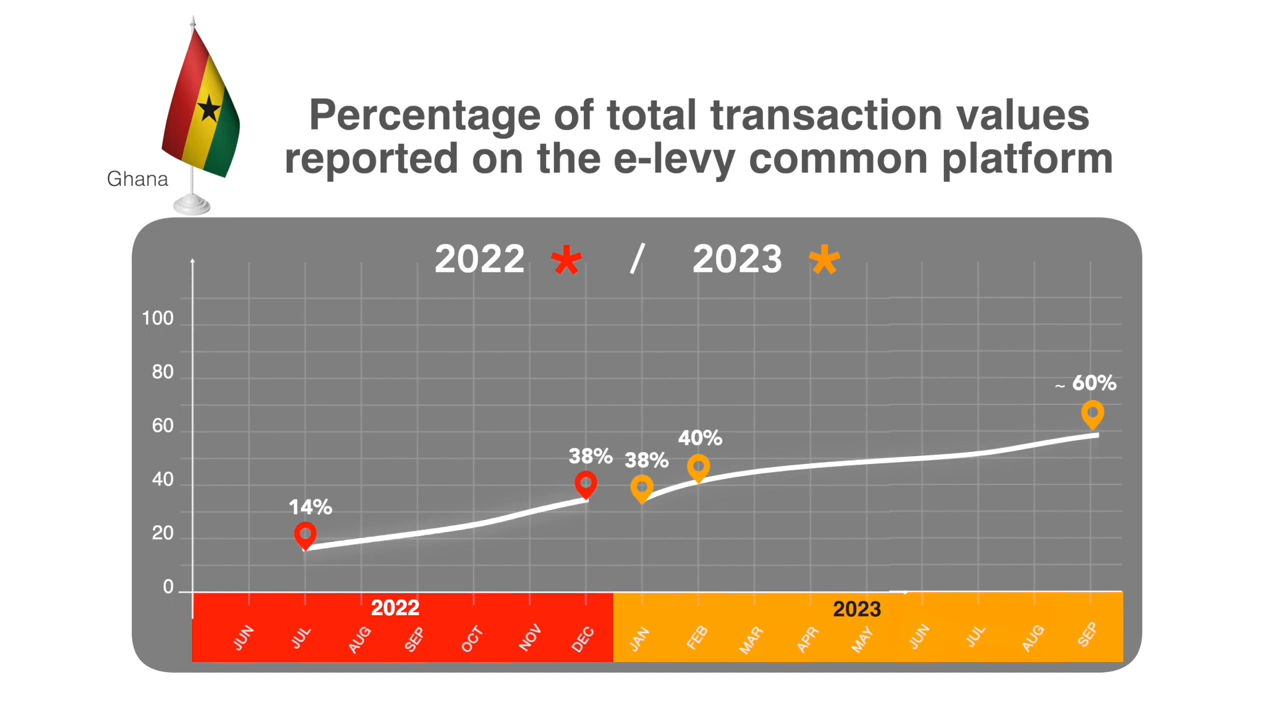 Percentage of total transaction values
reported on the e-levy common platform
Ghana
2022 * / 2023 *
100
80
60
40
20
0
14%
38%
38%
40%
~ 60%
2022
2023
JUN
JUL
AUG
SEP
OCT
NOV
DEC
JAN
FEB
MAR
APR
MAY
JUN
JUL
AUG
SEP